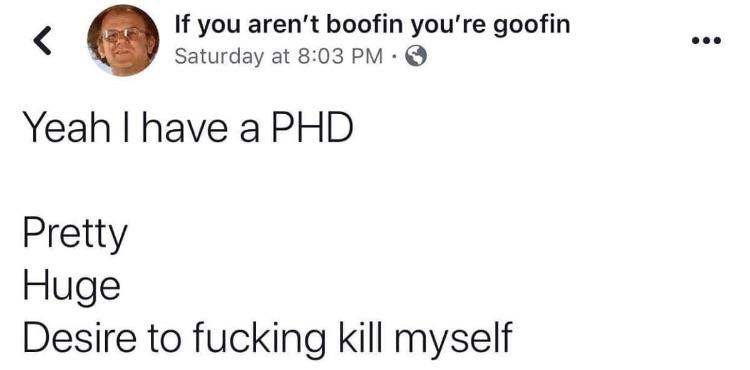 If you aren't boofin you're goofin
Saturday at 8:03 PM ·
Yeah I have a PHD
Pretty
Huge
Desire to fucking kill myself